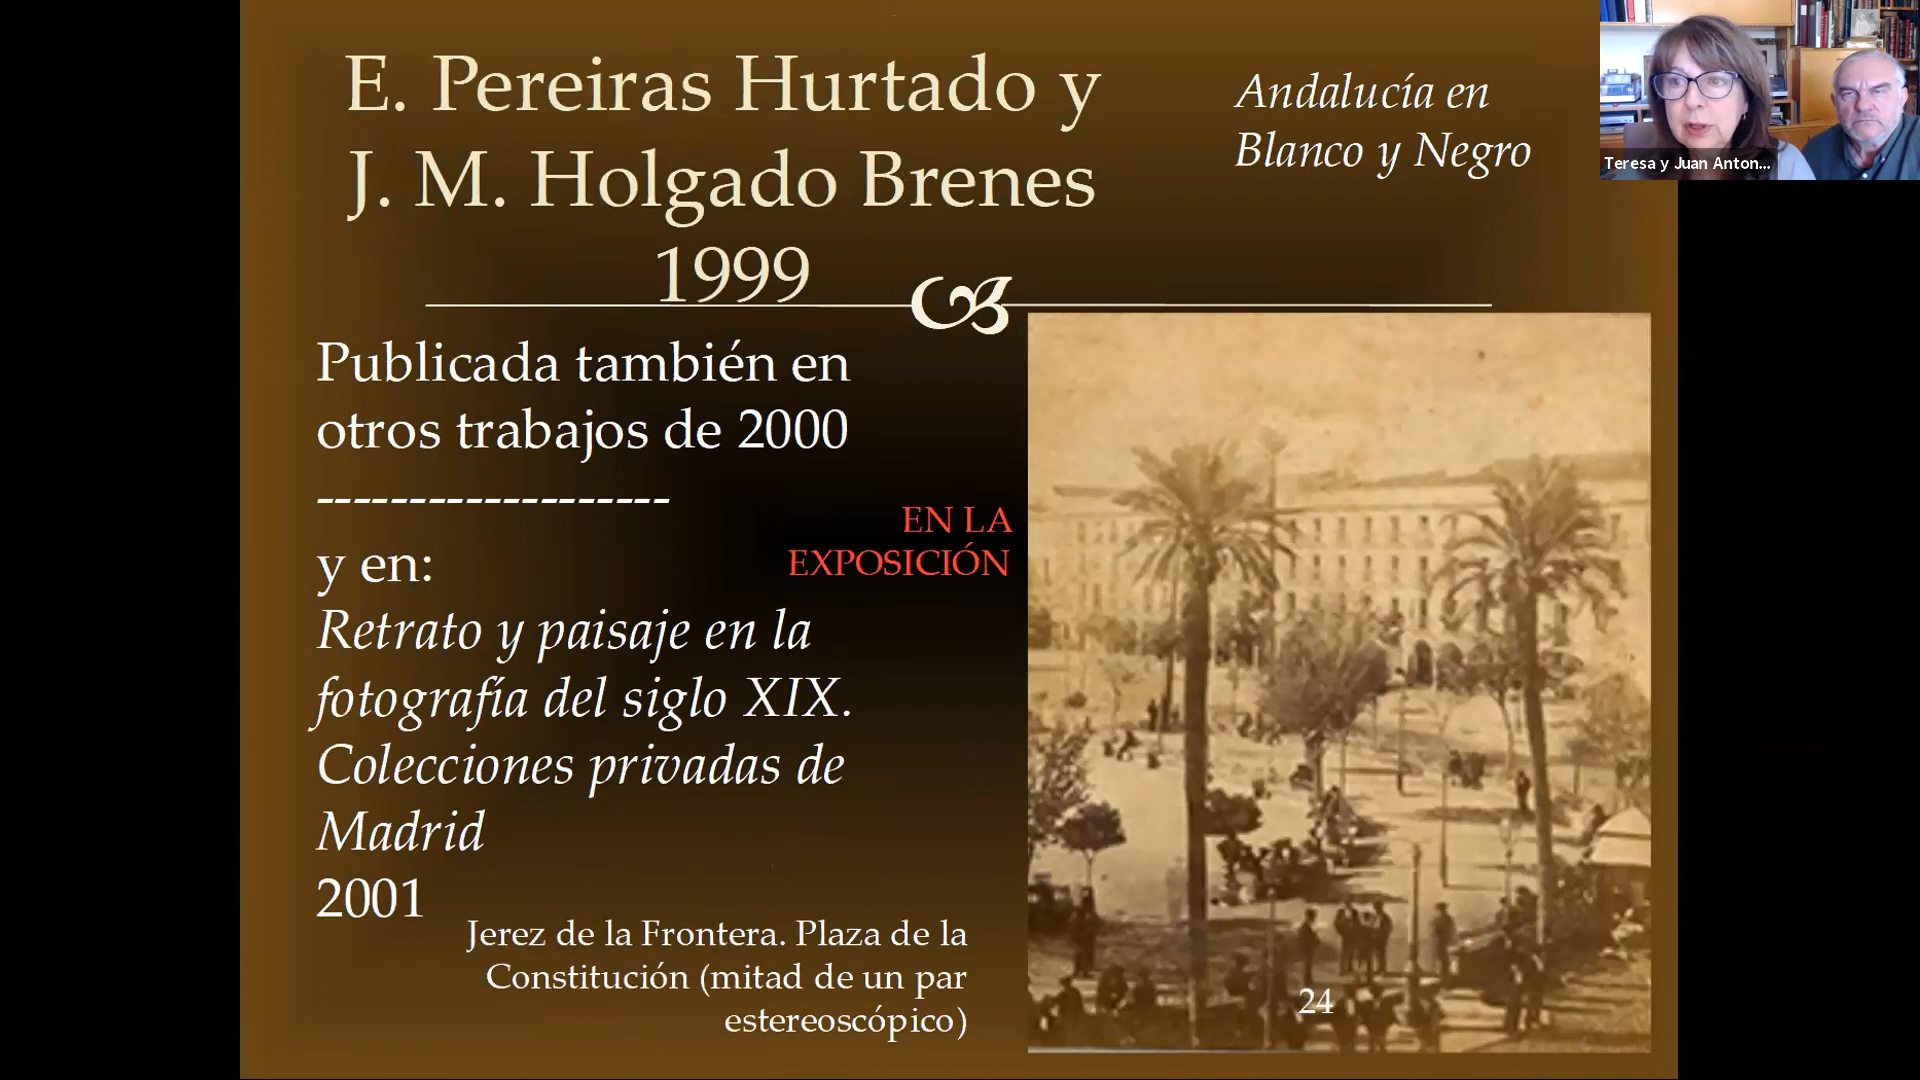 E. Pereiras Hurtado y
J. M. Holgado Brenes
1999
Andalucía en
Blanco y Negro
Teresa y Juan Anton...
Publicada también en
otros trabajos de 2000
-------------------
y en:
Retrato y paisaje en la
fotografía del siglo XIX.
Colecciones privadas de
Madrid
2001
EN LA
EXPOSICIÓN
Jerez de la Frontera. Plaza de la
Constitución (mitad de un par
estereoscópico)
24